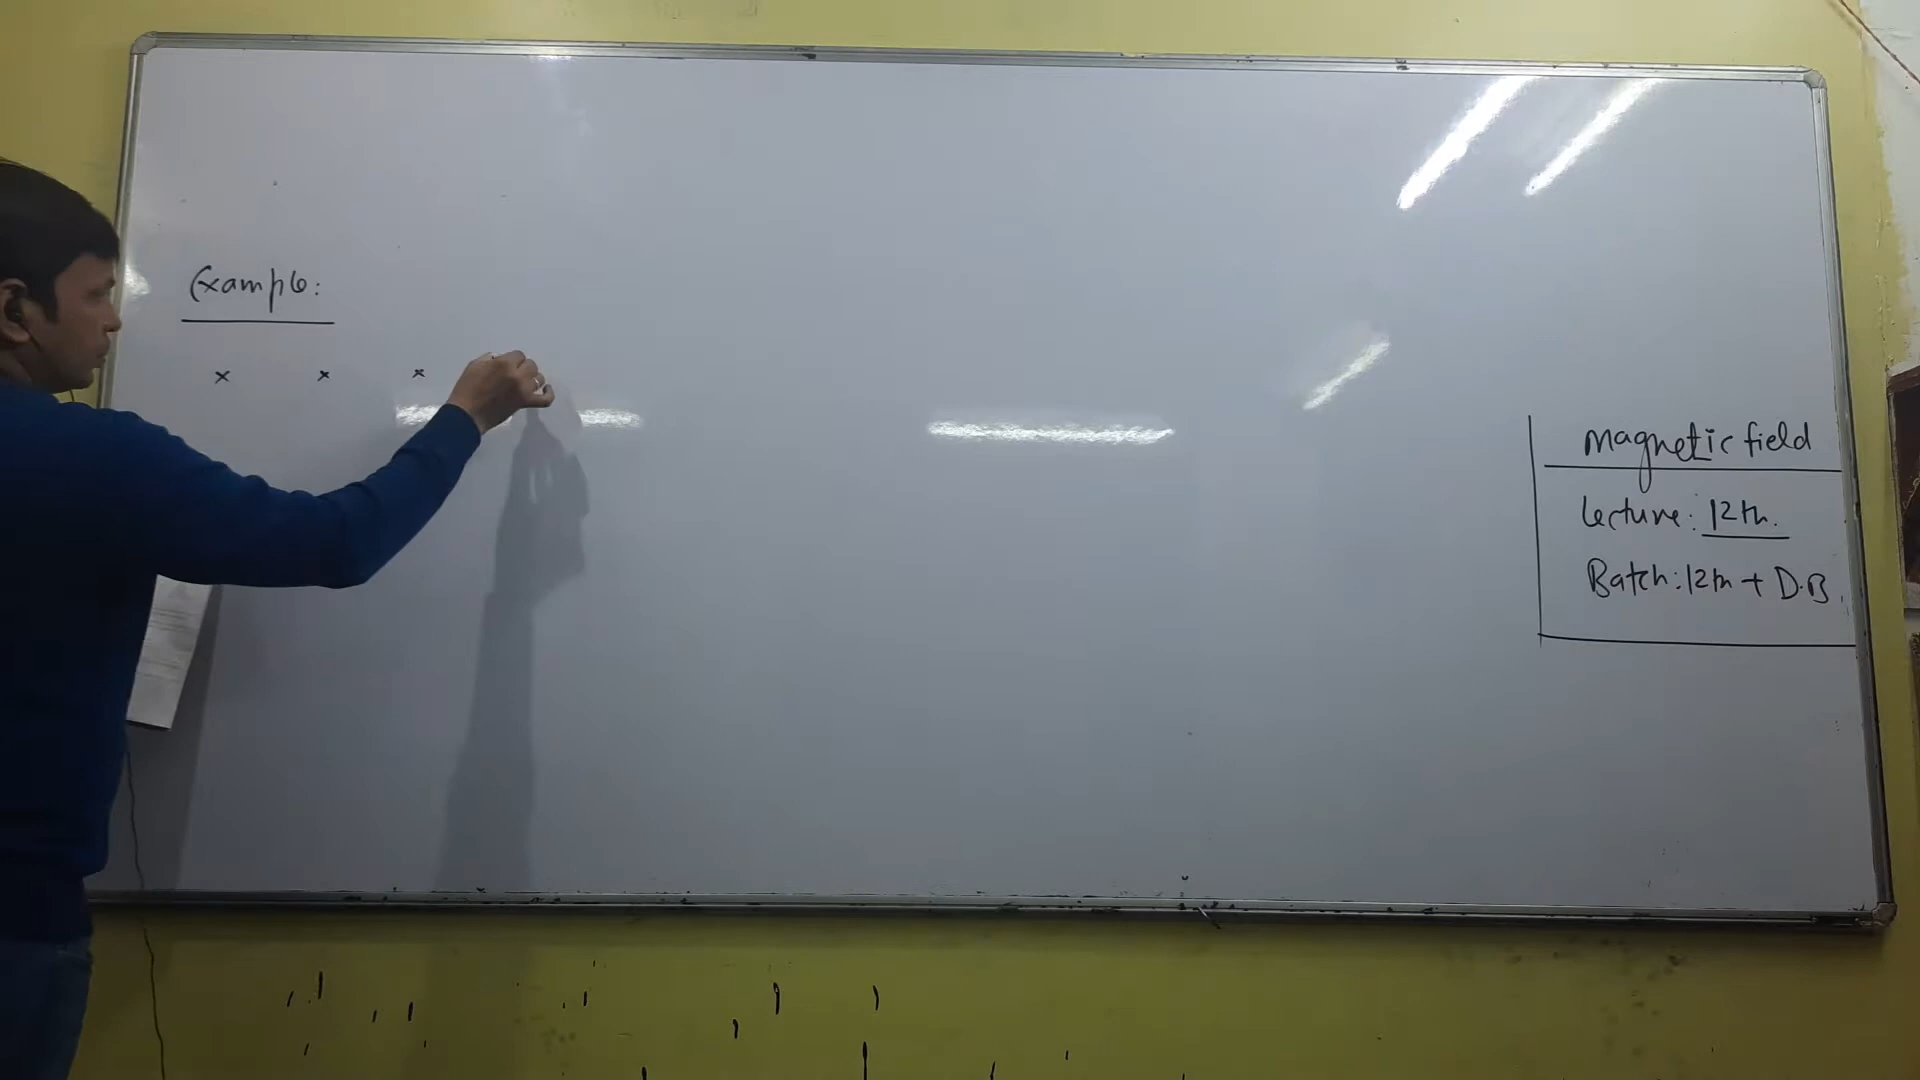 Example:
× × ×
Magnetic field
Lecture: 12th.
Batch: 12th + D.B.